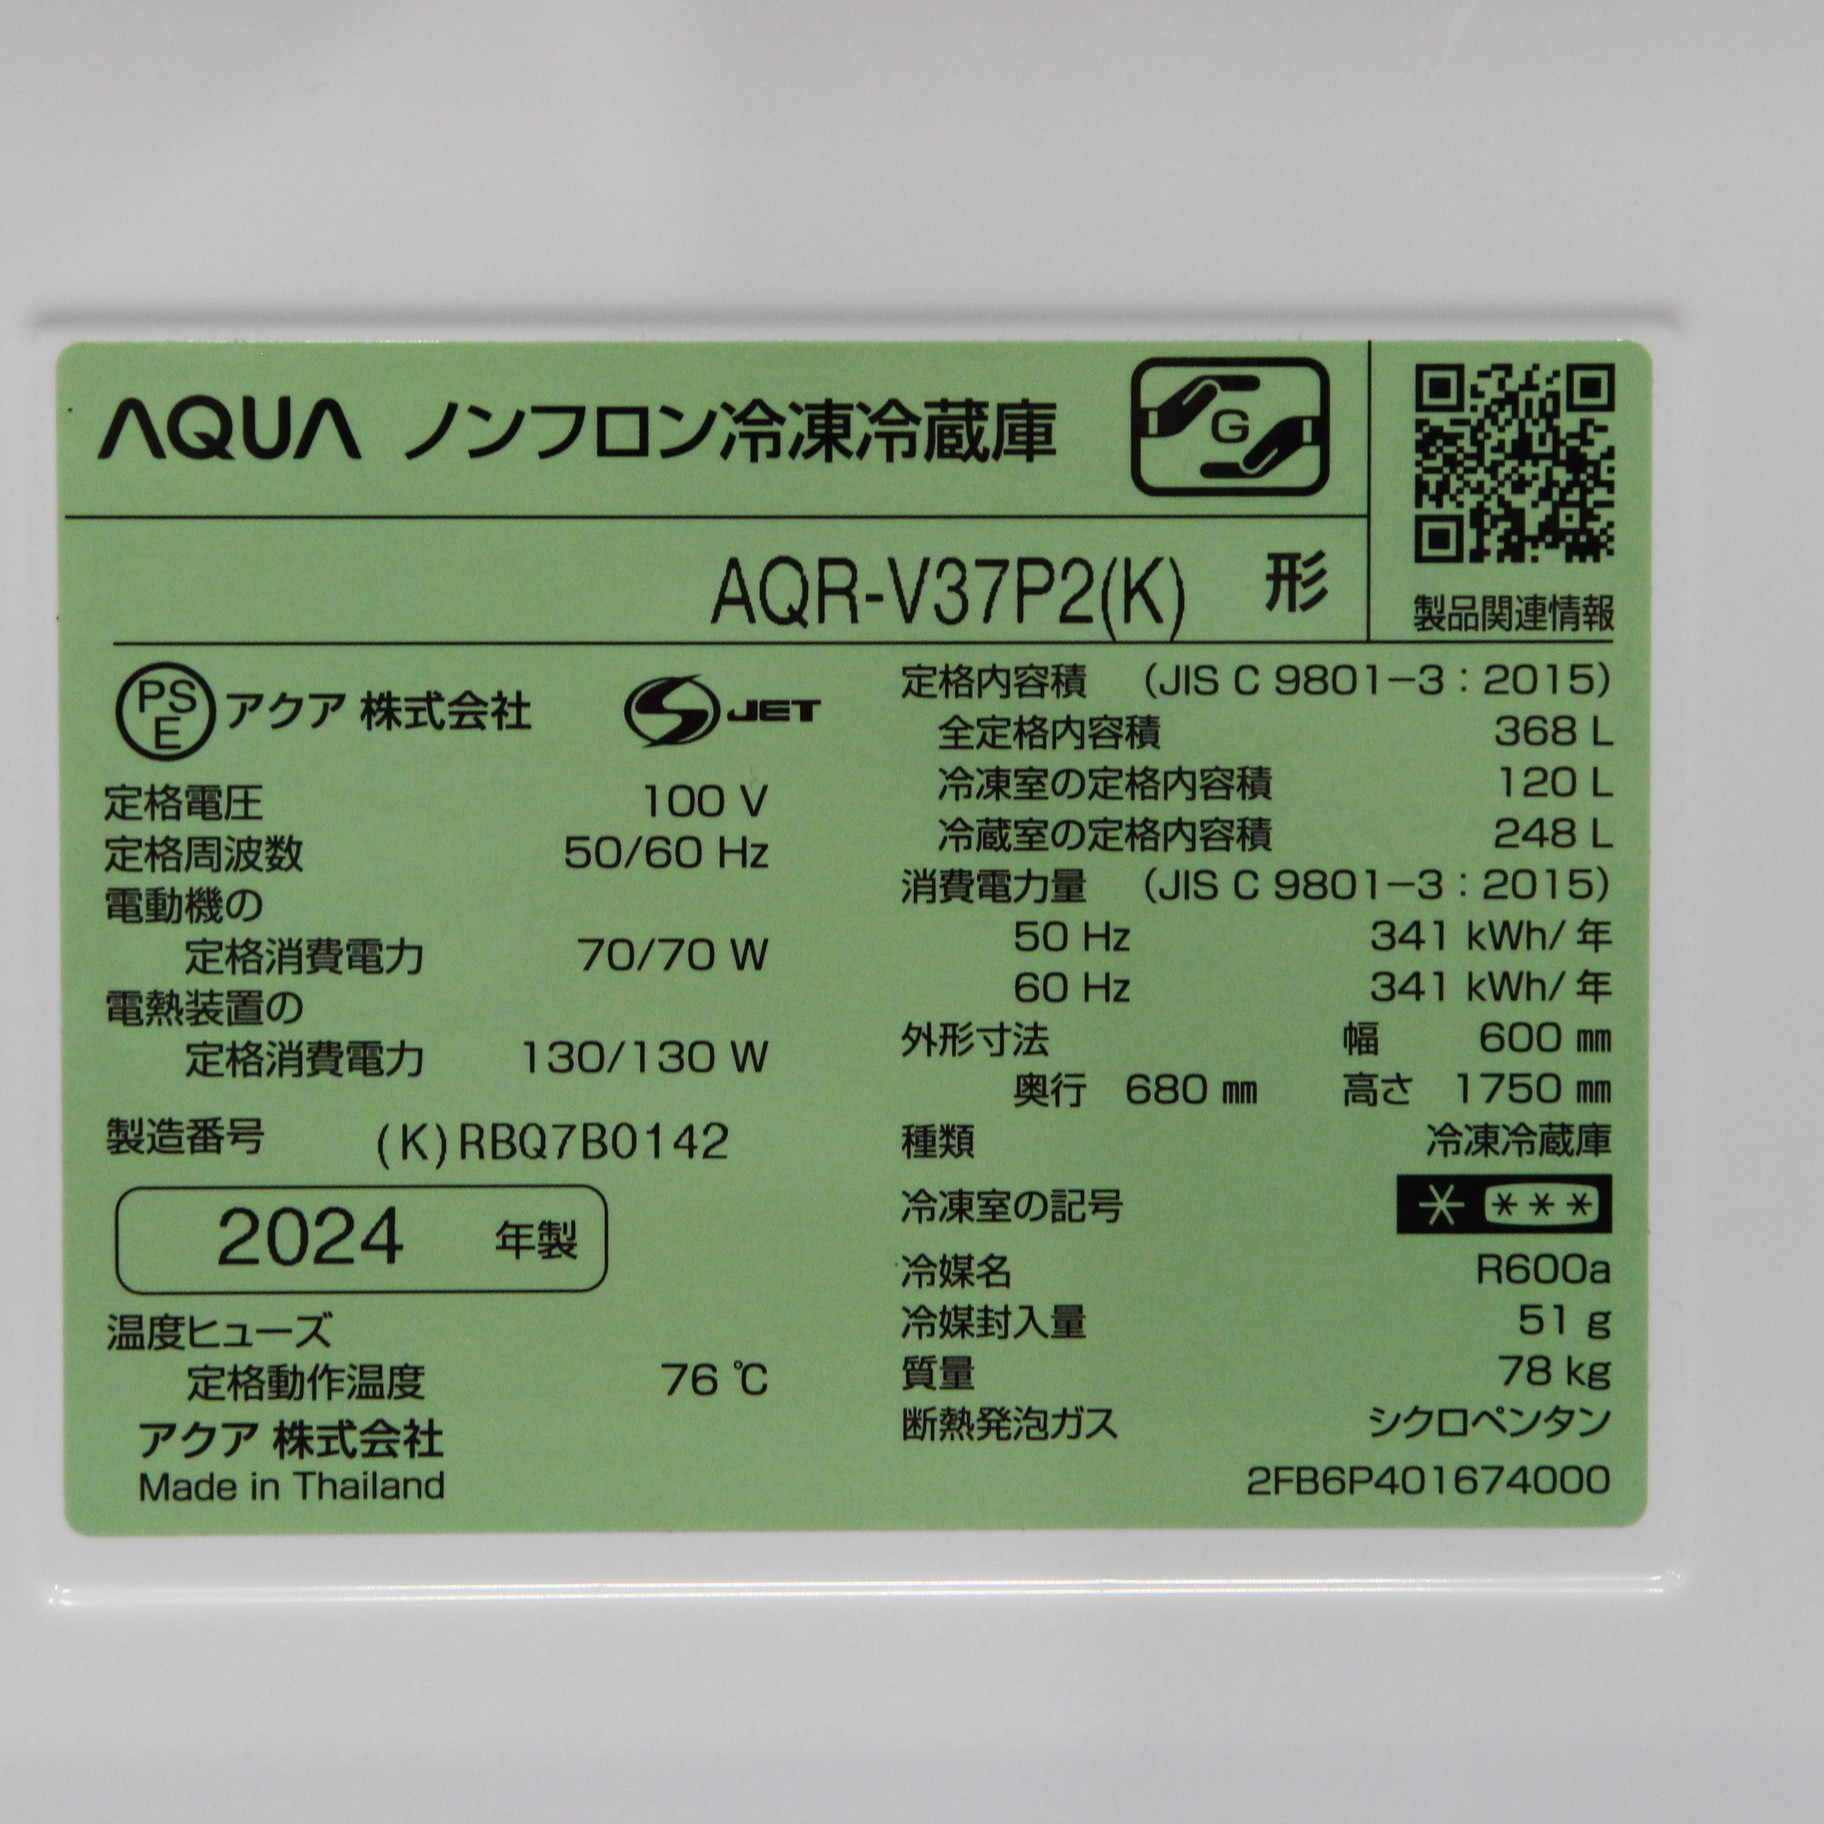 AQUA ノンフロン冷凍冷蔵庫
G
AQR-V37P2(K) 形
製品関連情報
PSE アクア 株式会社 S JET
定格電圧 100 V
定格周波数 50/60 Hz
電動機の
定格消費電力 70/70 W
電熱装置の
定格消費電力 130/130 W
製造番号 (K)RBQ7B0142
2024 年製
温度ヒューズ
定格動作温度 76 ℃
アクア 株式会社
Made in Thailand
定格内容積 (JIS C 9801-3:2015)
全定格内容積 368 L
冷凍室の定格内容積 120 L
冷蔵室の定格内容積 248 L
消費電力量 (JIS C 9801-3:2015)
50 Hz 341 kWh/年
60 Hz 341 kWh/年
外形寸法 幅 600 ㎜
奥行 680 ㎜ 高さ 1750 ㎜
種類 冷凍冷蔵庫
冷凍室の記号 * ***
冷媒名 R600a
冷媒封入量 51 g
質量 78 kg
断熱発泡ガス シクロペンタン
2FB6P401674000